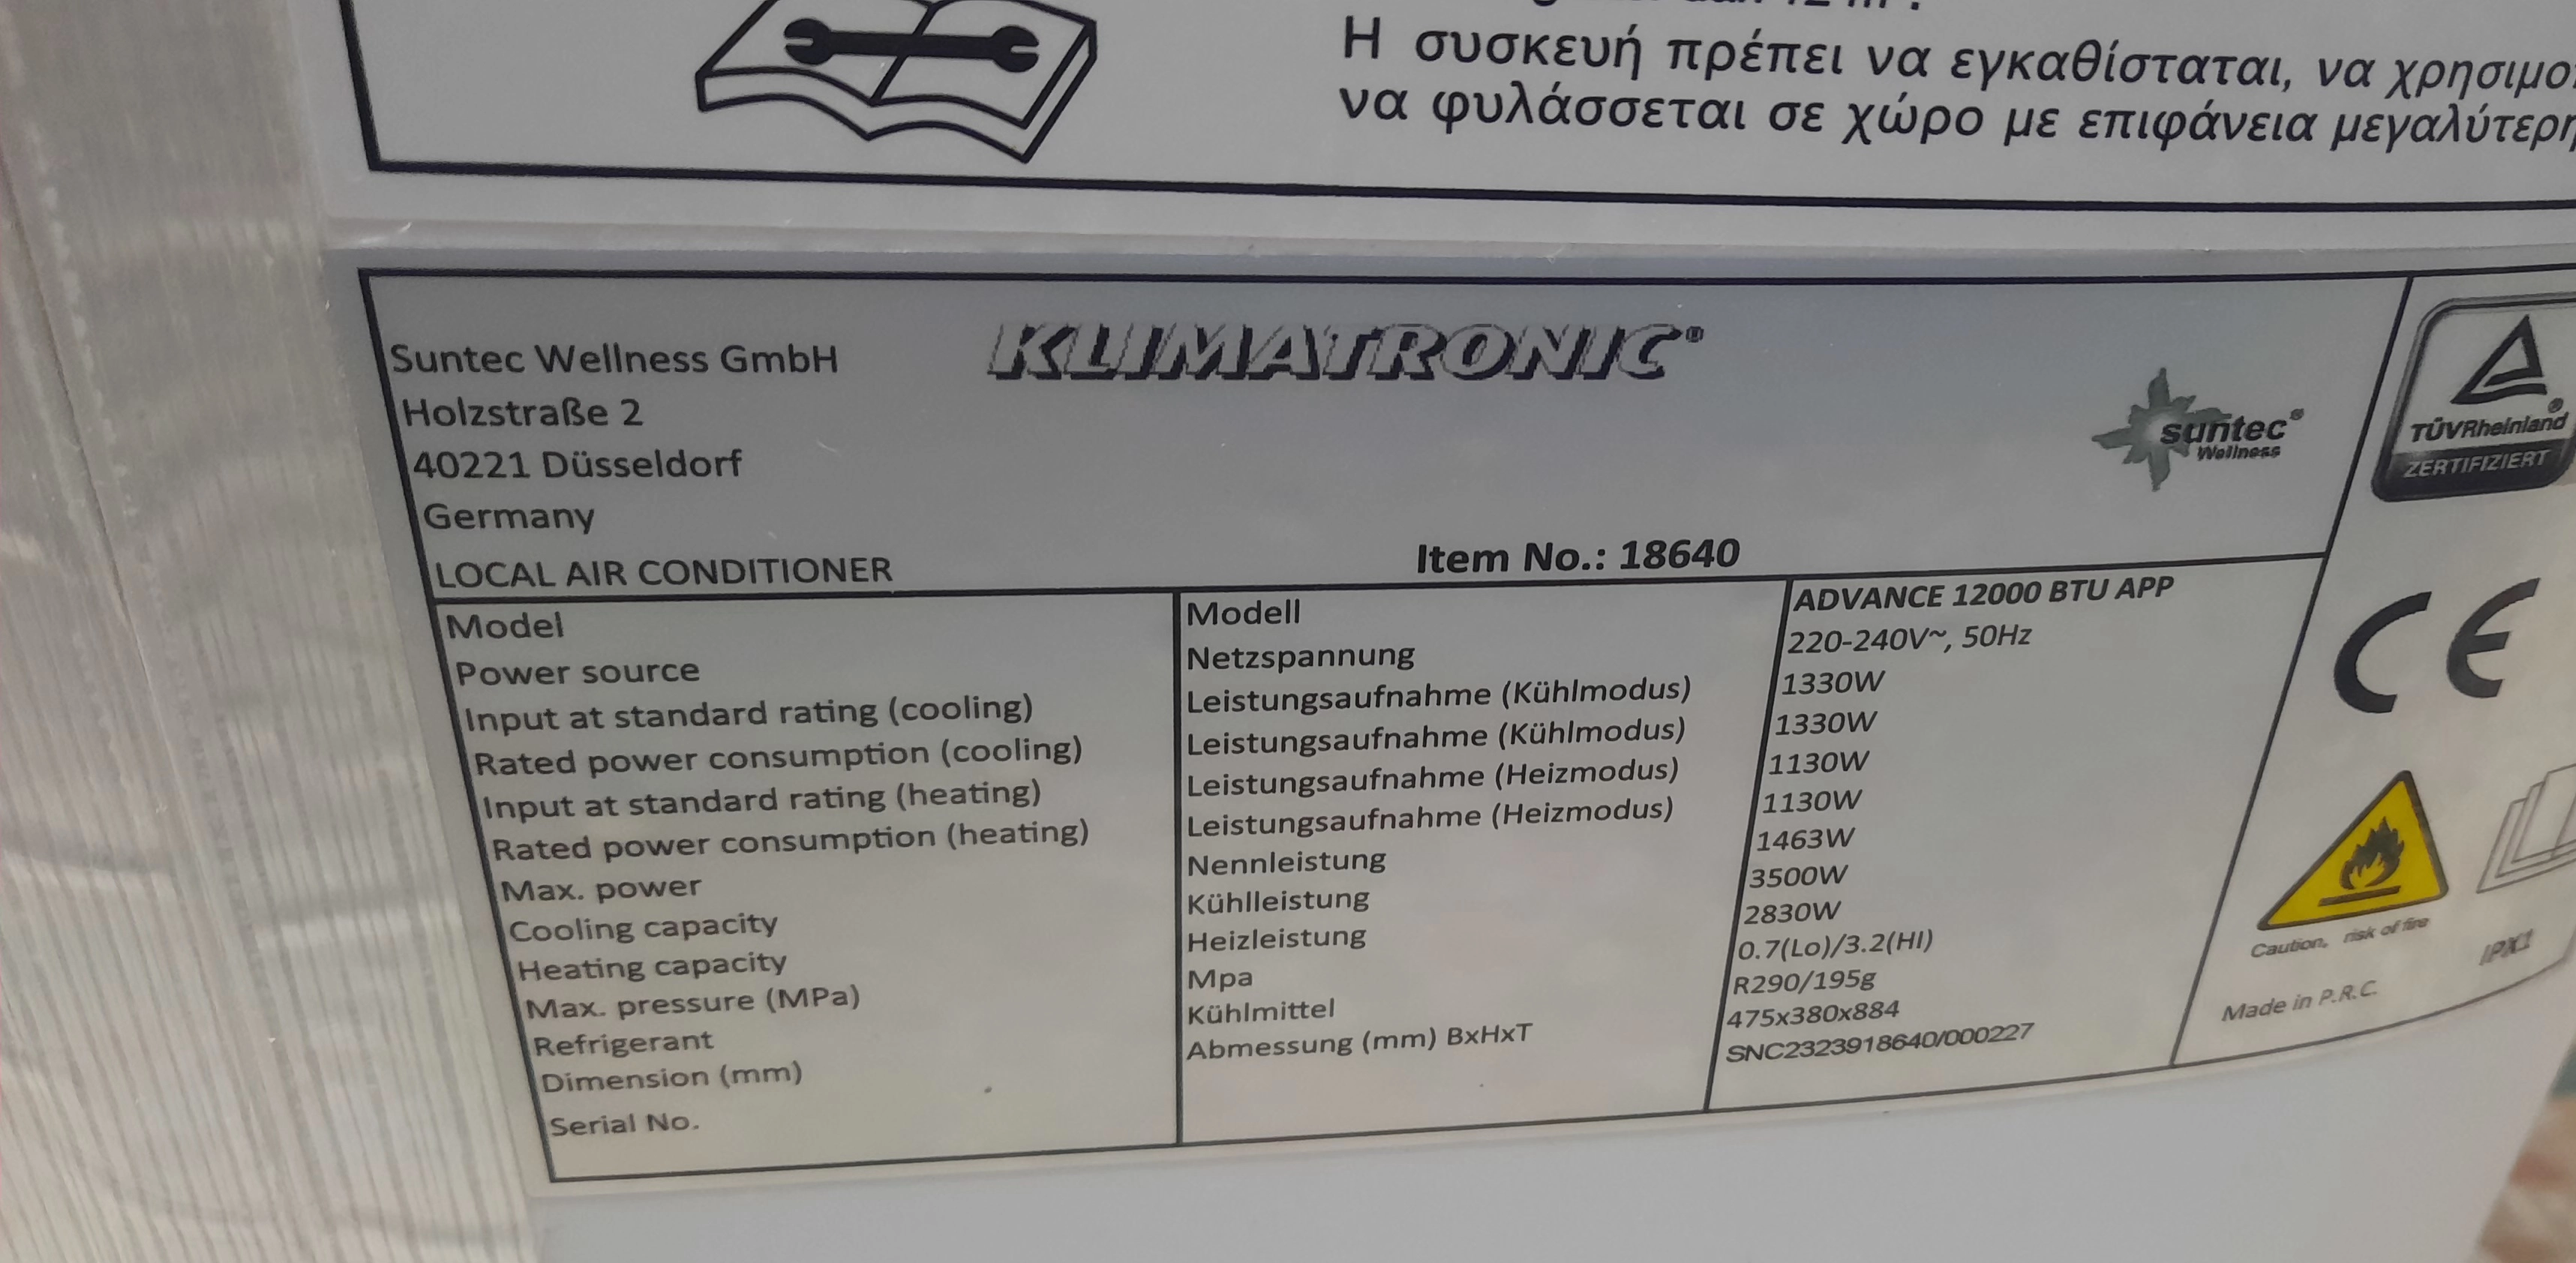 Η συσκευή πρέπει να εγκαθίσταται, να
να φυλάσσεται σε χώρο με επιφάνεια
KLIMATRONIC®
Suntec Wellness GmbH
Holzstraße 2
40221 Düsseldorf
Germany
LOCAL AIR CONDITIONER
Item No.: 18640
suntec®
Wellness
TÜVRheinland®
ZERTIFIZIERT
Model Modell ADVANCE 12000 BTU APP
Power source Netzspannung 220-240V~, 50Hz
Input at standard rating (cooling) Leistungsaufnahme (Kühlmodus) 1330W
Rated power consumption (cooling) Leistungsaufnahme (Kühlmodus) 1330W
Input at standard rating (heating) Leistungsaufnahme (Heizmodus) 1130W
Rated power consumption (heating) Leistungsaufnahme (Heizmodus) 1130W
Max. power Nennleistung 1463W
Cooling capacity Kühlleistung 3500W
Heating capacity Heizleistung 2830W
Max. pressure (MPa) Mpa 0.7(Lo)/3.2(HI)
Refrigerant Kühlmittel R290/195g
Dimension (mm) Abmessung (mm) BxHxT 475x380x884
Serial No. SNC2323918640/000227
CE
Caution, risk of fire
IPX1
Made in P.R.C.